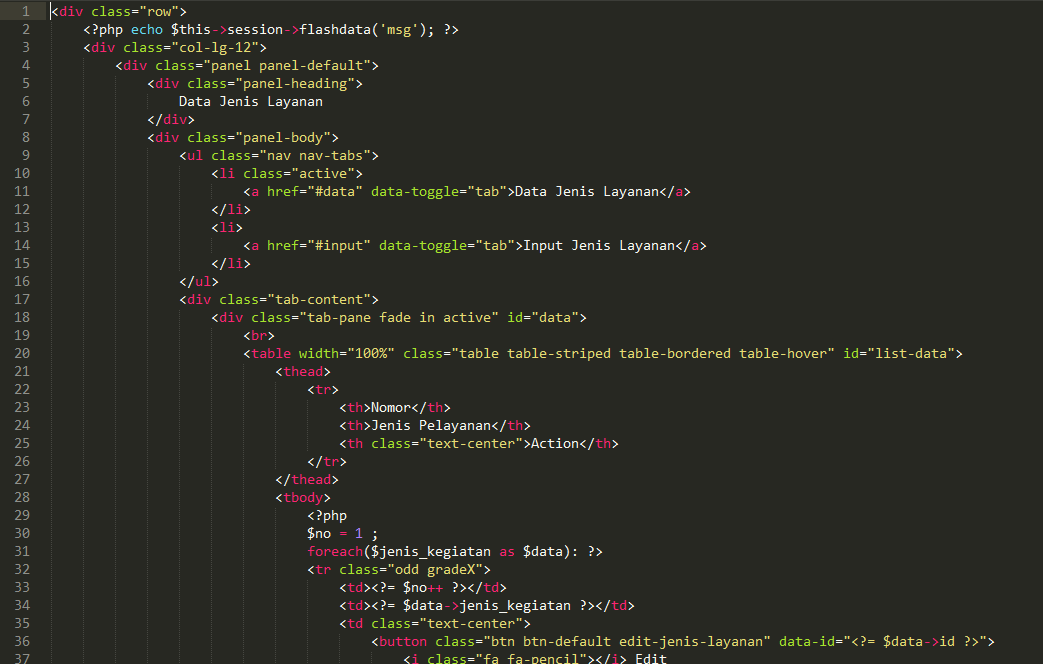 1 <div class="row">
2 <?php echo $this->session->flashdata('msg'); ?>
3 <div class="col-lg-12">
4 <div class="panel panel-default">
5 <div class="panel-heading">
6 Data Jenis Layanan
7 </div>
8 <div class="panel-body">
9 <ul class="nav nav-tabs">
10 <li class="active">
11 <a href="#data" data-toggle="tab">Data Jenis Layanan</a>
12 </li>
13 <li>
14 <a href="#input" data-toggle="tab">Input Jenis Layanan</a>
15 </li>
16 </ul>
17 <div class="tab-content">
18 <div class="tab-pane fade in active" id="data">
19 <br>
20 <table width="100%" class="table table-striped table-bordered table-hover" id="list-data">
21 <thead>
22 <tr>
23 <th>Nomor</th>
24 <th>Jenis Pelayanan</th>
25 <th class="text-center">Action</th>
26 </tr>
27 </thead>
28 <tbody>
29 <?php
30 $no = 1 ;
31 foreach($jenis_kegiatan as $data): ?>
32 <tr class="odd gradeX">
33 <td><?= $no++ ?></td>
34 <td><?= $data->jenis_kegiatan ?></td>
35 <td class="text-center">
36 <button class="btn btn-default edit-jenis-layanan" data-id="<?= $data->id ?>">
37 <i class="fa fa-pencil"></i> Edit